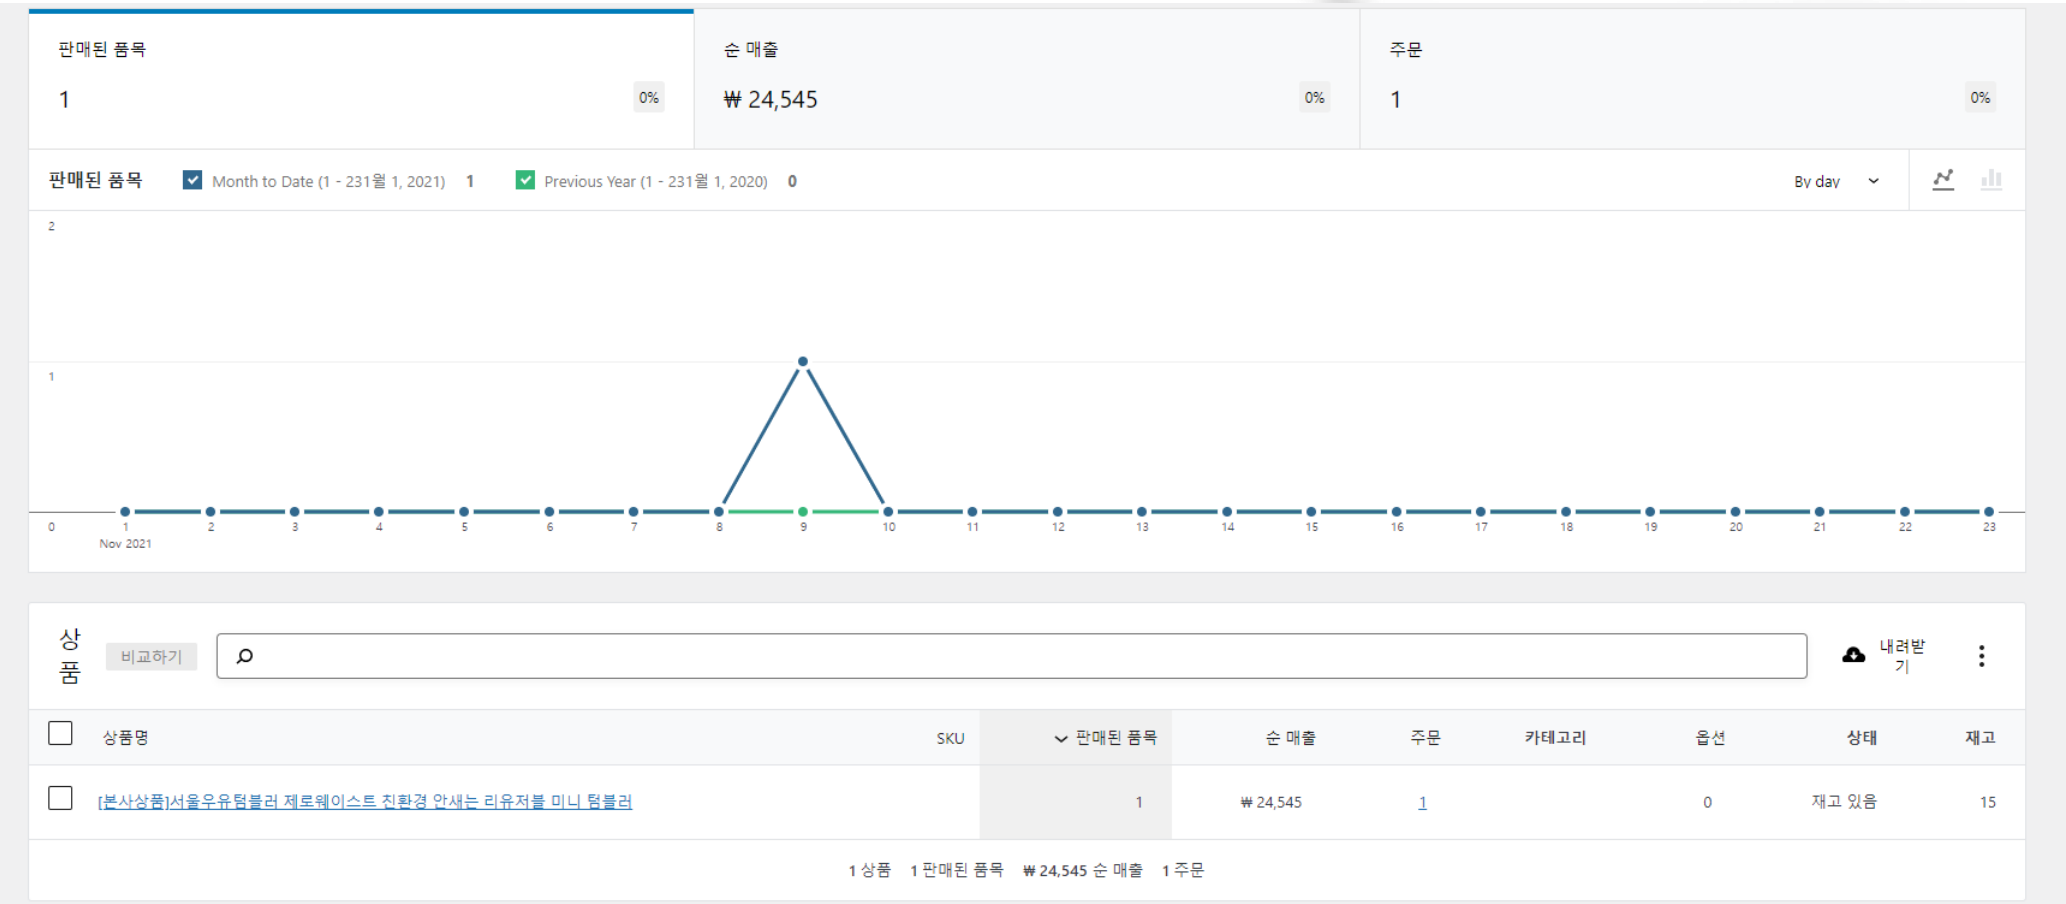 판매된 품목
1
0%
순 매출
₩ 24,545
0%
주문
1
0%
판매된 품목
Month to Date (1 - 231월 1, 2021) 1
Previous Year (1 - 231월 1, 2020) 0
By day
2
1
0
1 2 3 4 5 6 7 8 9 10 11 12 13 14 15 16 17 18 19 20 21 22 23
Nov 2021
상
품
비교하기
내려받
기
상품명 SKU 판매된 품목 순 매출 주문 카테고리 옵션 상태 재고
[본사상품]서울우유텀블러 제로웨이스트 친환경 안새는 리유저블 미니 텀블러 1 ₩ 24,545 1 0 재고 있음 15
1 상품 1 판매된 품목 ₩ 24,545 순 매출 1 주문